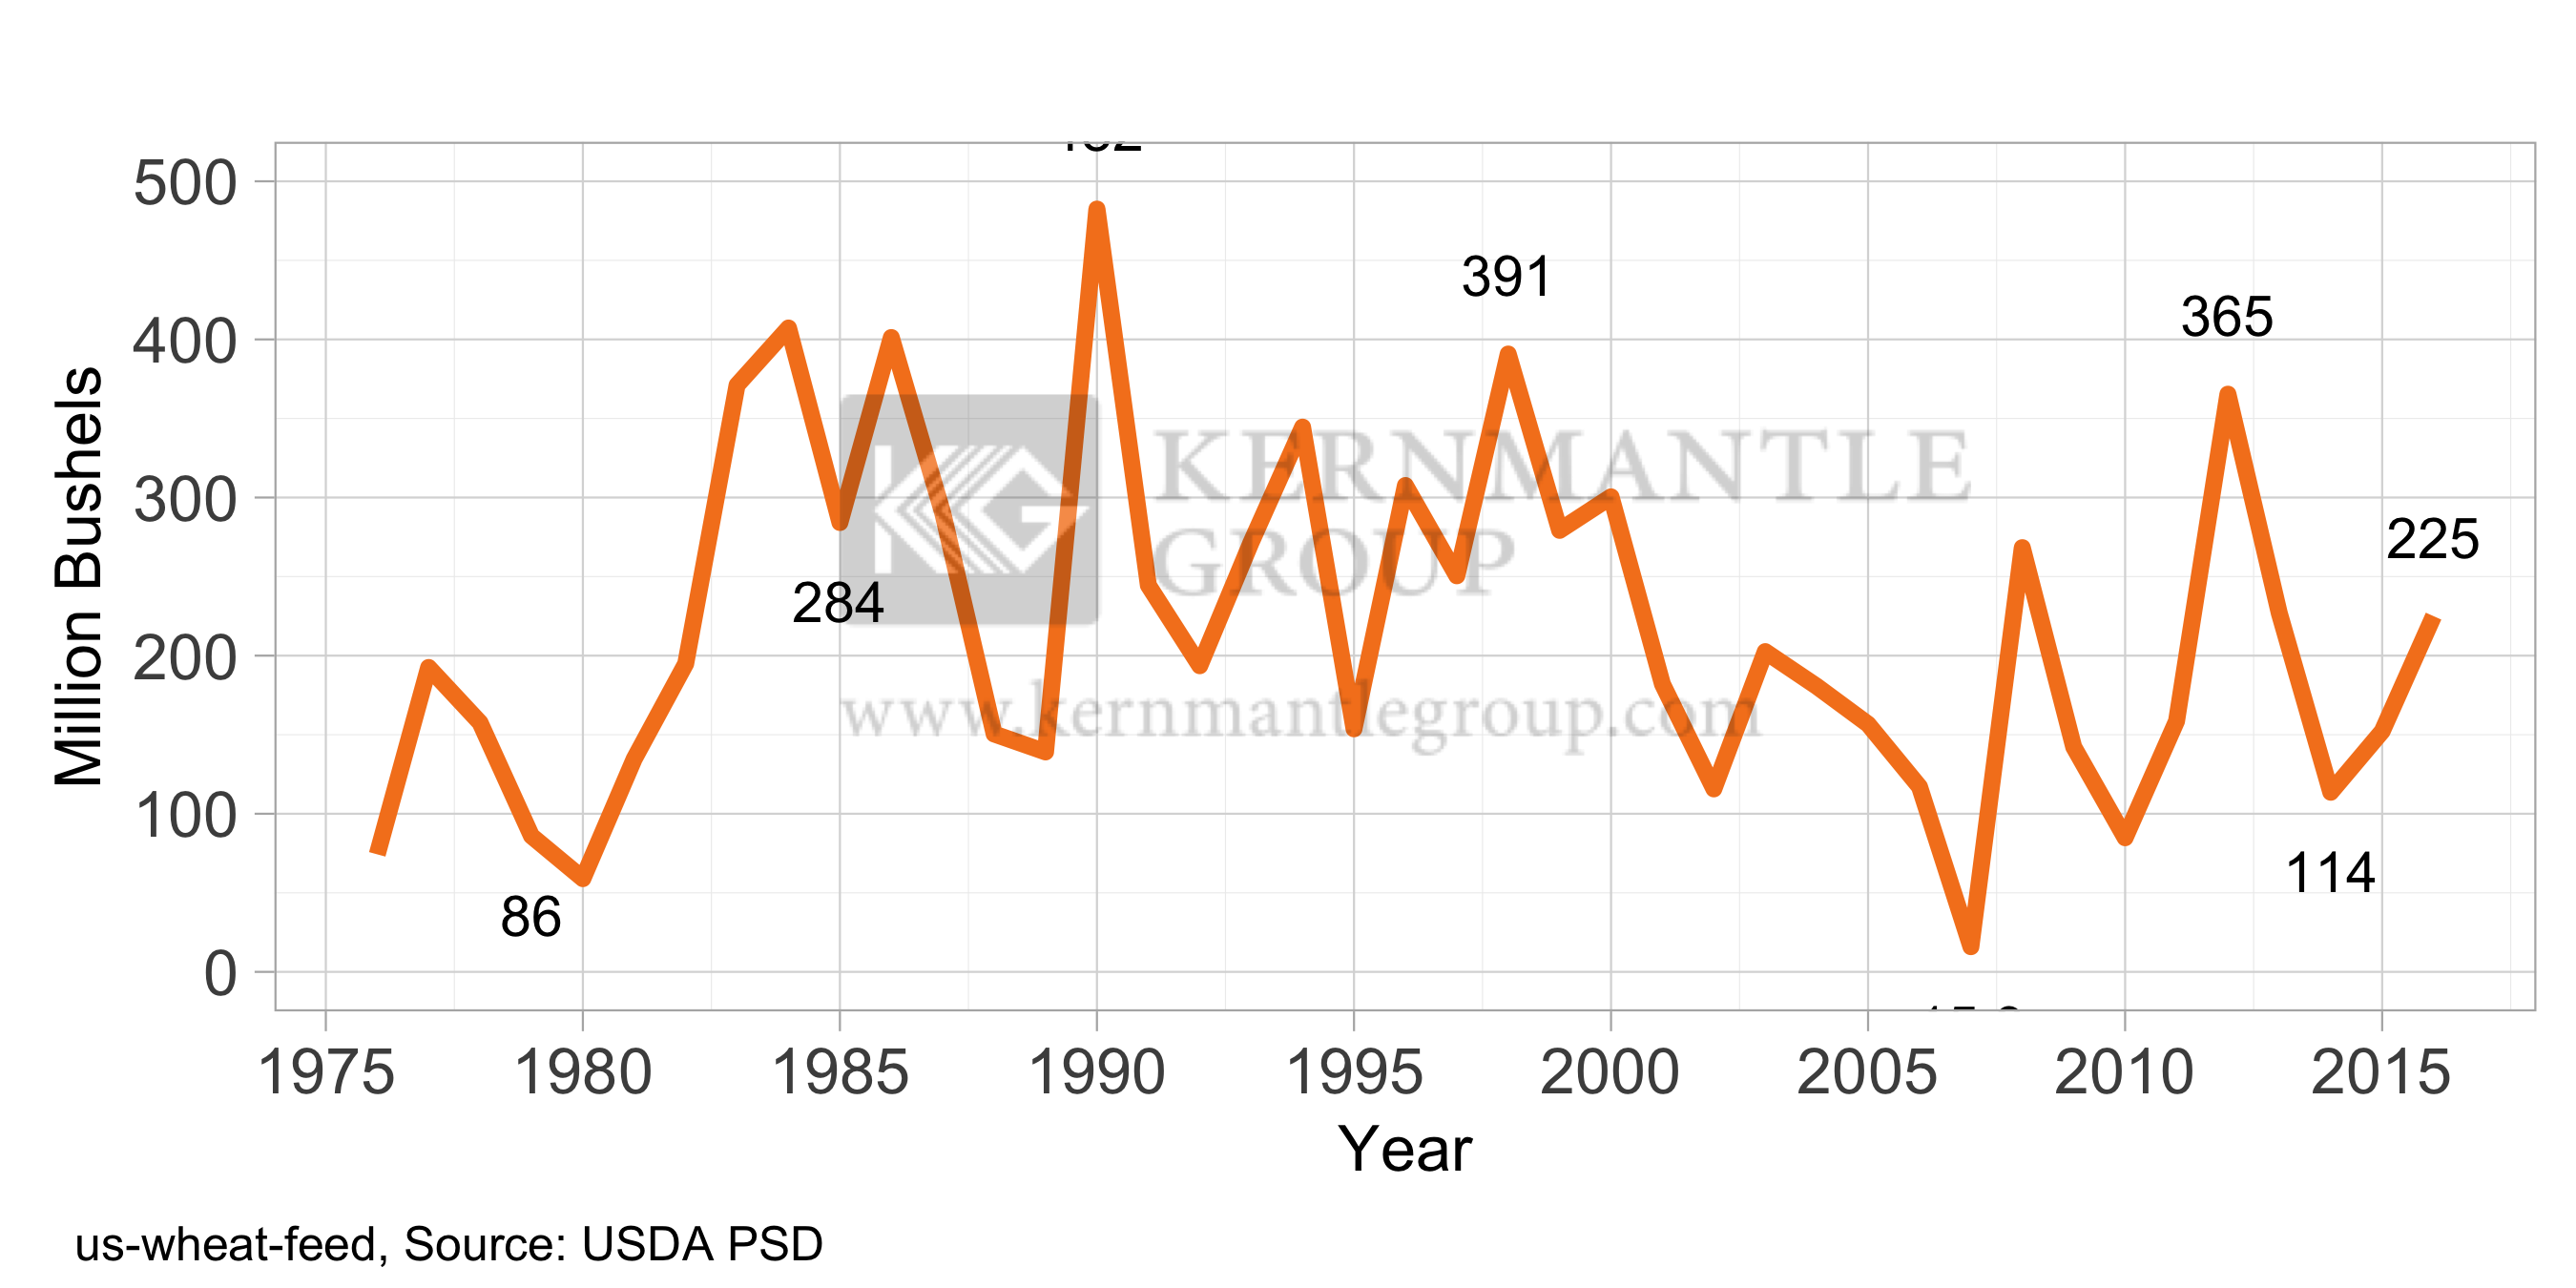 500
400
300
200
100
0
Million Bushels
391
365
284
225
86
114
KERNMANTLE
GROUP
KG
www.kernmantlegroup.com
1975 1980 1985 1990 1995 2000 2005 2010 2015
Year
us-wheat-feed, Source: USDA PSD